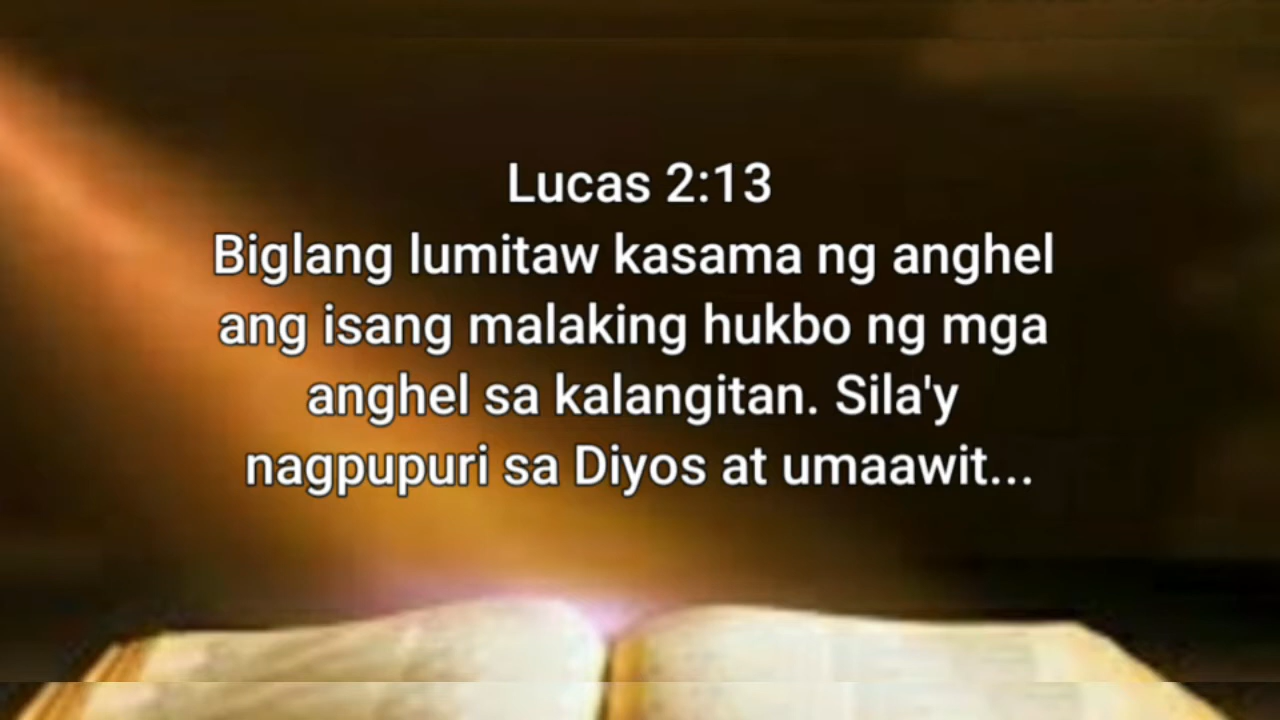 Lucas 2:13
Biglang lumitaw kasama ng anghel
ang isang malaking hukbo ng mga
anghel sa kalangitan. Sila'y
nagpupuri sa Diyos at umaawit...